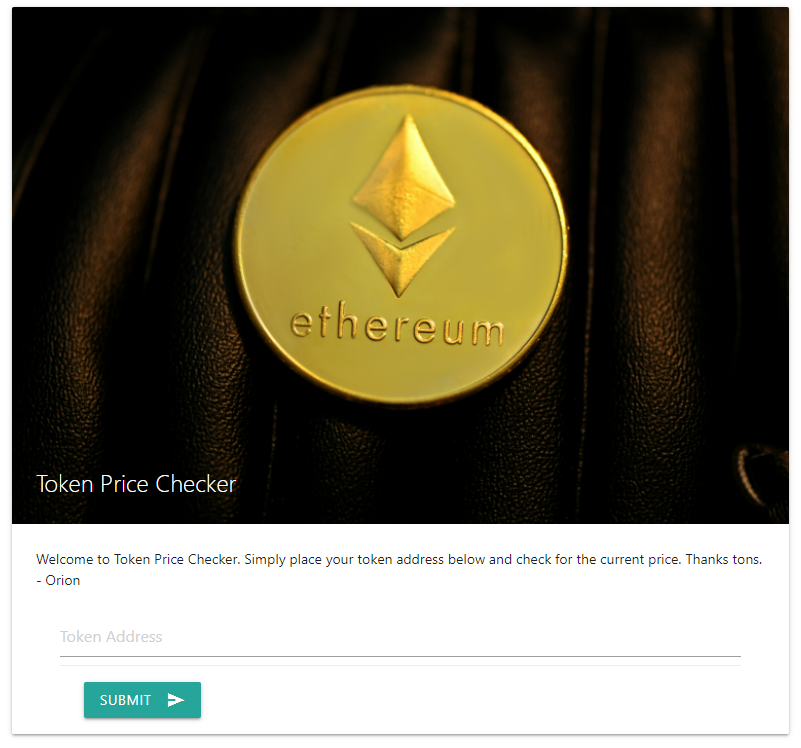 ethereum
Token Price Checker
Welcome to Token Price Checker. Simply place your token address below and check for the current price. Thanks tons.
- Orion
Token Address
SUBMIT